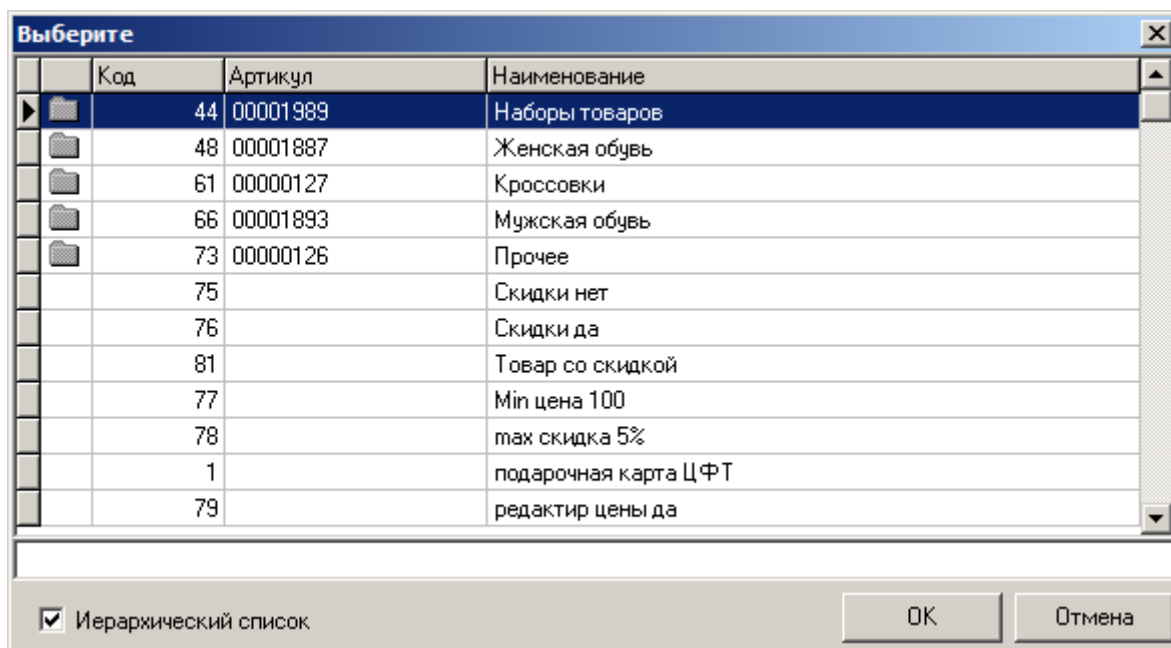 Выберите
Код Артикул Наименование
44 00001989 Наборы товаров
48 00001887 Женская обувь
61 00000127 Кроссовки
66 00001893 Мужская обувь
73 00000126 Прочее
75 Скидки нет
76 Скидки да
81 Товар со скидкой
77 Min цена 100
78 max скидка 5%
1 подарочная карта ЦФТ
79 редактир цены да
Иерархический список OK Отмена